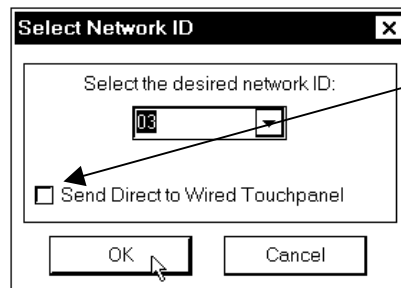 Select Network ID
Select the desired network ID:
03
Send Direct to Wired Touchpanel
OK
Cancel